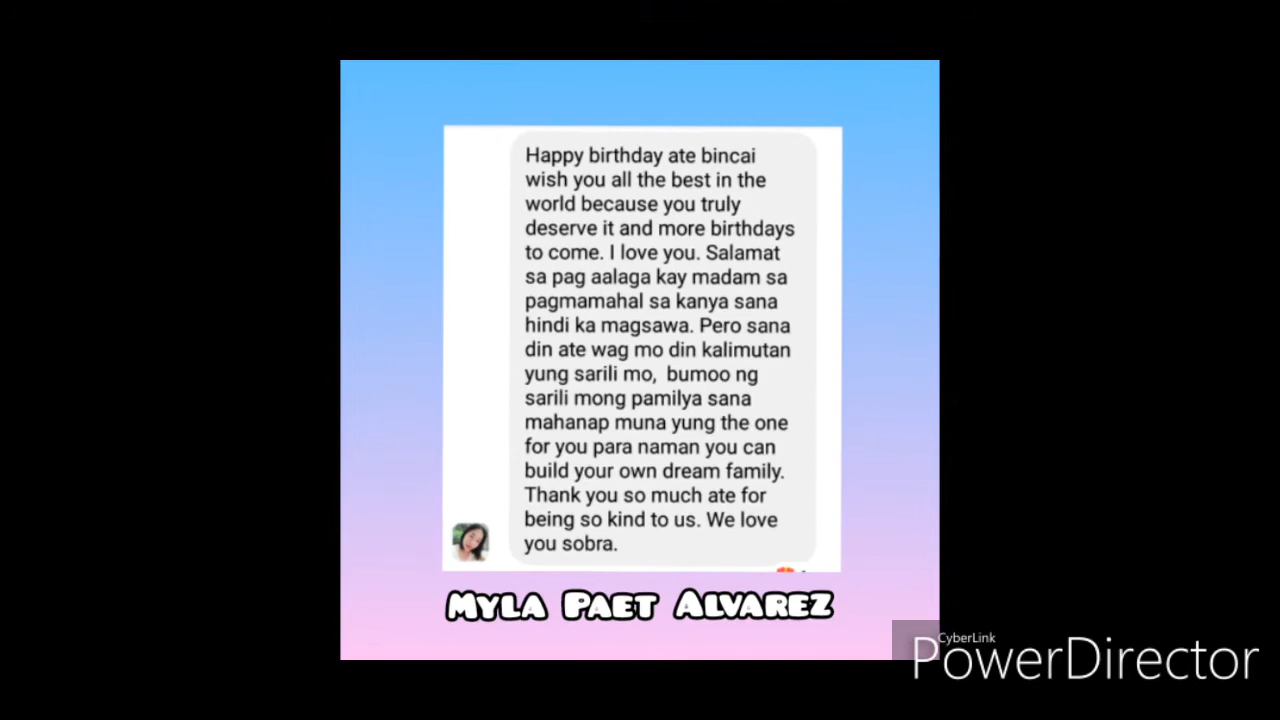 Happy birthday ate bincai
wish you all the best in the
world because you truly
deserve it and more birthdays
to come. I love you. Salamat
sa pag aalaga kay madam sa
pagmamahal sa kanya sana
hindi ka magsawa. Pero sana
din ate wag mo din kalimutan
yung sarili mo,  bumoo ng
sarili mong pamilya sana
mahanap muna yung the one
for you para naman you can
build your own dream family.
Thank you so much ate for
being so kind to us. We love
you sobra.
Myla Paet Alvarez
CyberLink
PowerDirector